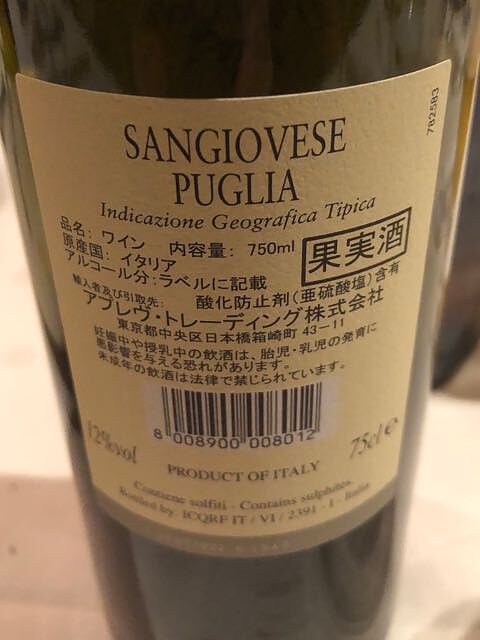 782583
SANGIOVESE
PUGLIA
Indicazione Geografica Tipica
品名: ワイン 内容量: 750ml
原産国: イタリア
アルコール分: ラベルに記載
果実酒
酸化防止剤(亜硫酸塩)含有
輸入者及び引取先:
アブレヴ・トレーディング株式会社
東京都中央区日本橋箱崎町 43-11
妊娠中や授乳中の飲酒は、胎児・乳児の発育に
悪影響を与える恐れがあります。
未成年の飲酒は法律で禁じられています。
8 008900 008012
12%vol
75cl e
PRODUCT OF ITALY
Contiene solfiti - Contains sulphites
Bottled by: ICQRF IT / VI / 2391 - I - Italia